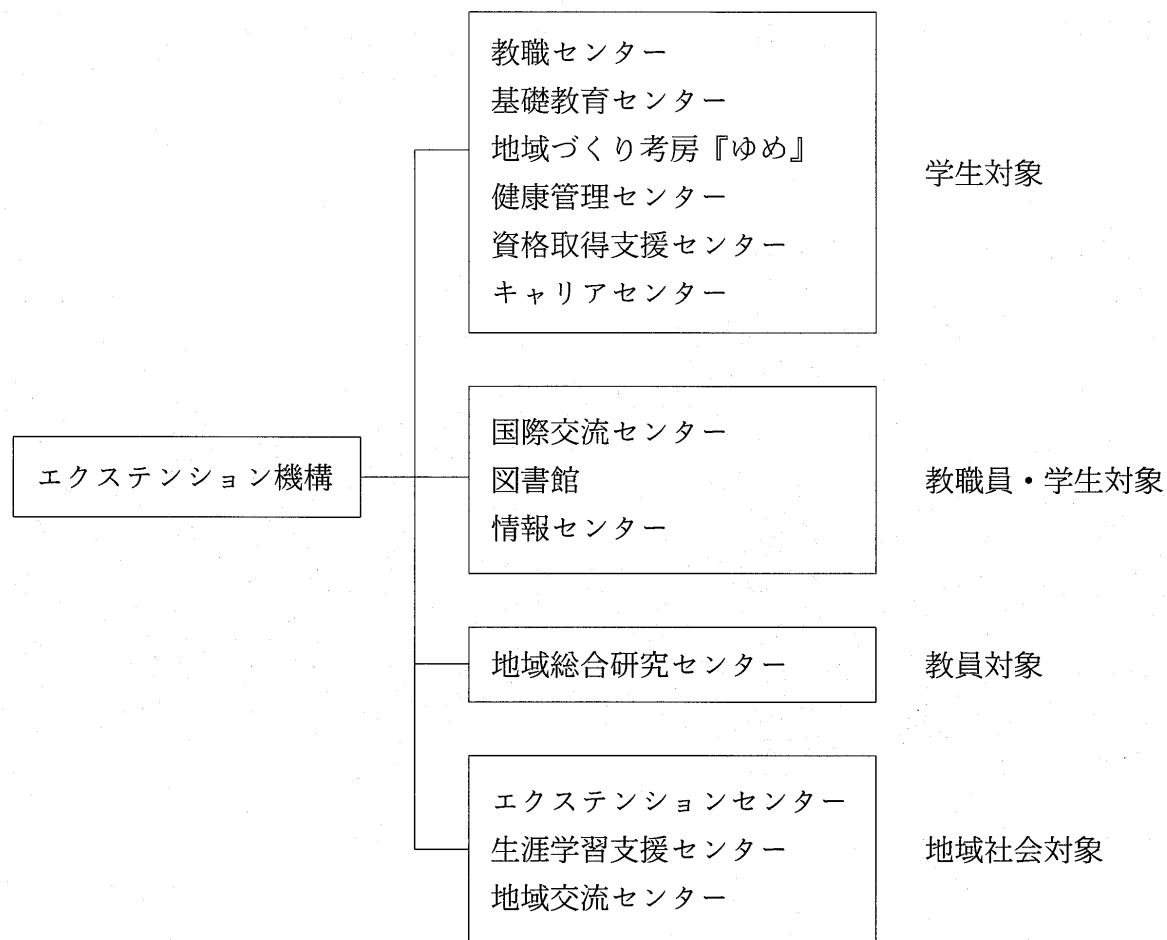 教職センター
基礎教育センター
地域づくり考房『ゆめ』
健康管理センター
資格取得支援センター
キャリアセンター
学生対象
エクステンション機構
国際交流センター
図書館
情報センター
教職員・学生対象
地域総合研究センター
教員対象
エクステンションセンター
生涯学習支援センター
地域交流センター
地域社会対象